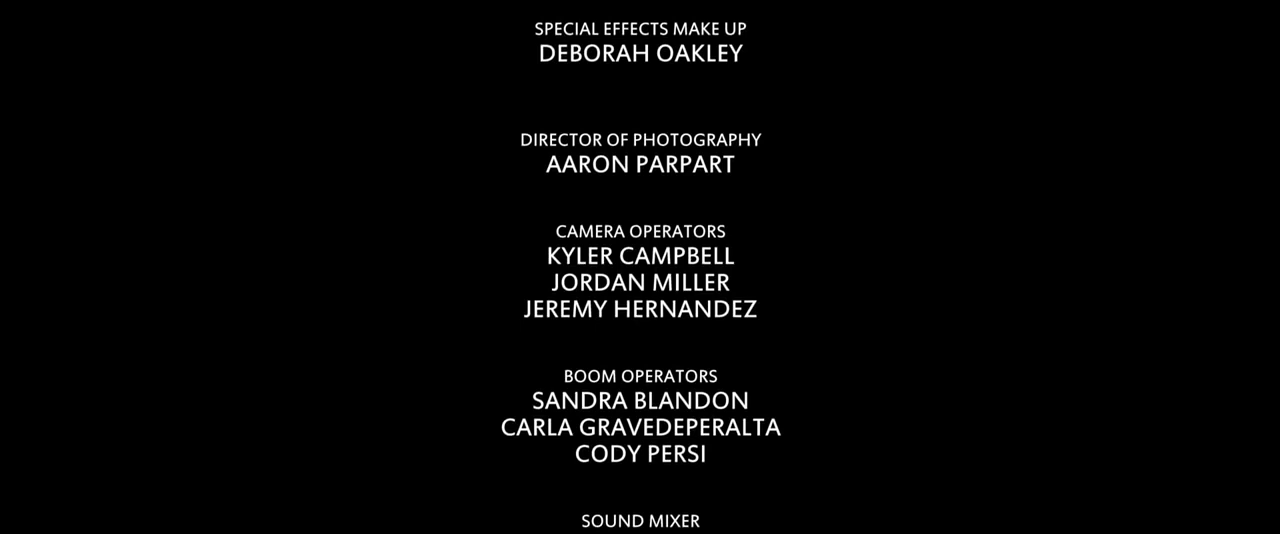 SPECIAL EFFECTS MAKE UP
DEBORAH OAKLEY
DIRECTOR OF PHOTOGRAPHY
AARON PARPART
CAMERA OPERATORS
KYLER CAMPBELL
JORDAN MILLER
JEREMY HERNANDEZ
BOOM OPERATORS
SANDRA BLANDON
CARLA GRAVEDEPERALTA
CODY PERSI
SOUND MIXER